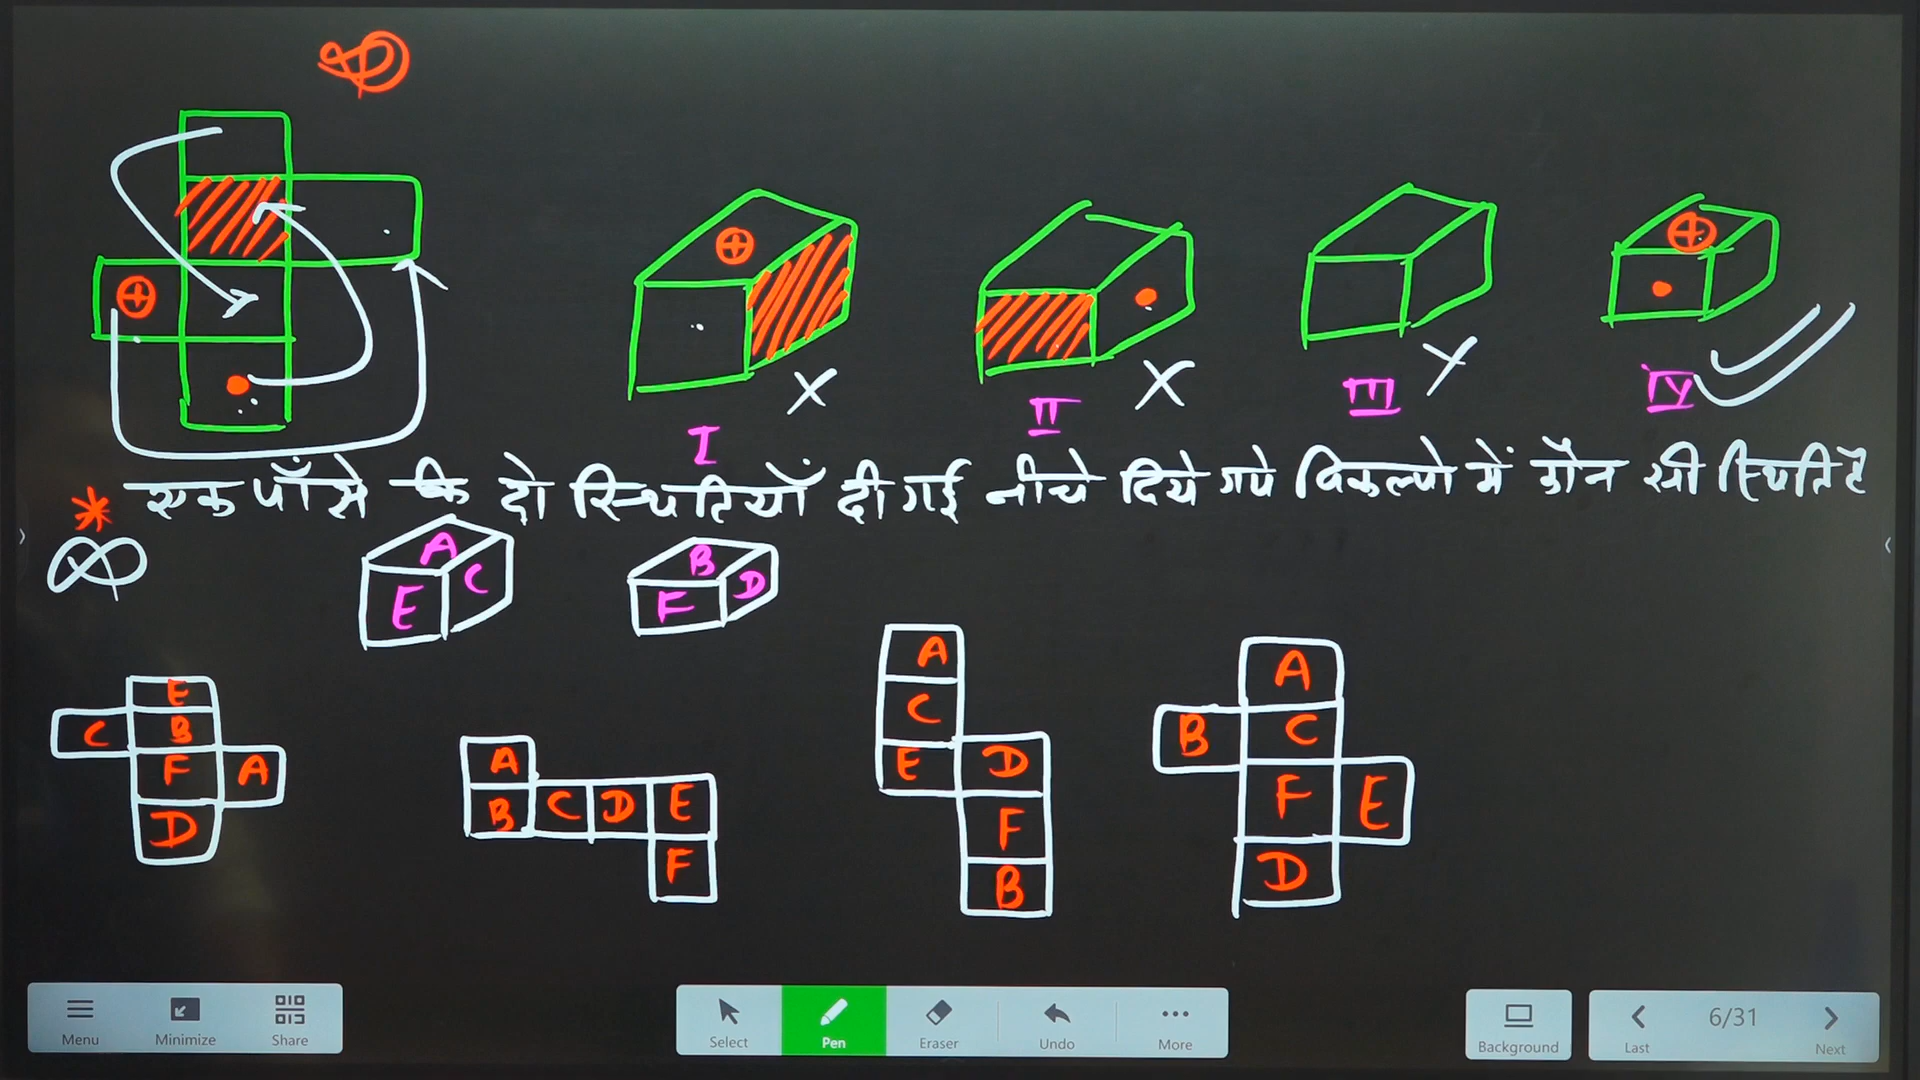 I
II
III
IV
एक पाँसे कि दो स्थितियाँ दी गई नीचे दिये गये विकल्पो में कौन सी स्थिति है
A
E C
B
F D
E
C B
F A
D
A
B C D E
F
A
C
E D
F
B
A
B C
F E
D
Menu Minimize Share Select Pen Eraser Undo More Background Last 6/31 Next